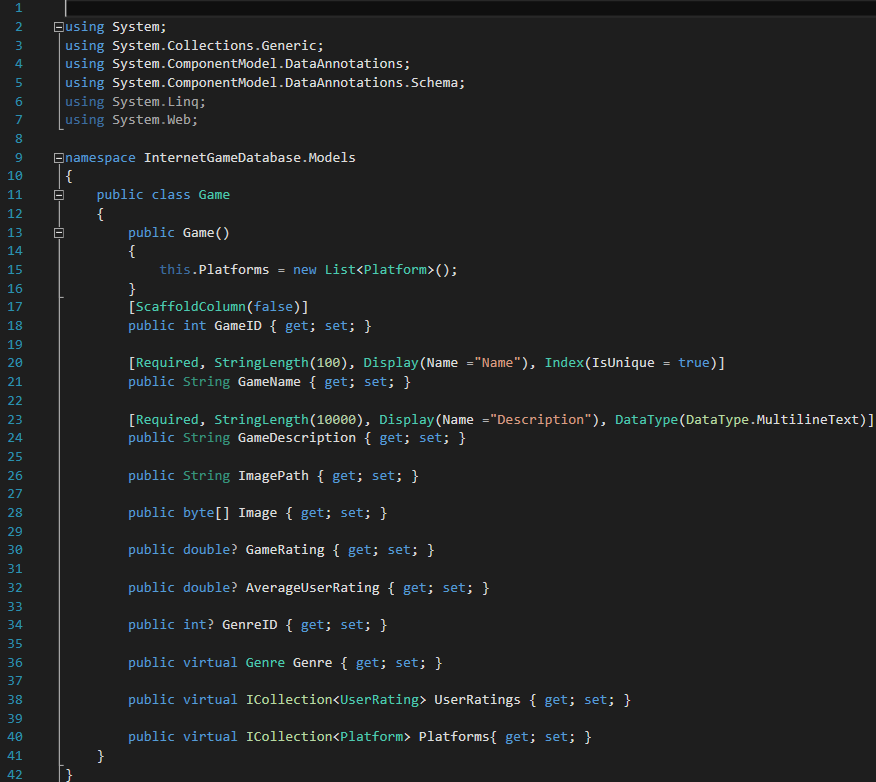 1
2 using System;
3 using System.Collections.Generic;
4 using System.ComponentModel.DataAnnotations;
5 using System.ComponentModel.DataAnnotations.Schema;
6 using System.Linq;
7 using System.Web;
8
9 namespace InternetGameDatabase.Models
10 {
11 public class Game
12 {
13 public Game()
14 {
15 this.Platforms = new List<Platform>();
16 }
17 [ScaffoldColumn(false)]
18 public int GameID { get; set; }
19
20 [Required, StringLength(100), Display(Name ="Name"), Index(IsUnique = true)]
21 public String GameName { get; set; }
22
23 [Required, StringLength(10000), Display(Name ="Description"), DataType(DataType.MultilineText)]
24 public String GameDescription { get; set; }
25
26 public String ImagePath { get; set; }
27
28 public byte[] Image { get; set; }
29
30 public double? GameRating { get; set; }
31
32 public double? AverageUserRating { get; set; }
33
34 public int? GenreID { get; set; }
35
36 public virtual Genre Genre { get; set; }
37
38 public virtual ICollection<UserRating> UserRatings { get; set; }
39
40 public virtual ICollection<Platform> Platforms{ get; set; }
41 }
42 }